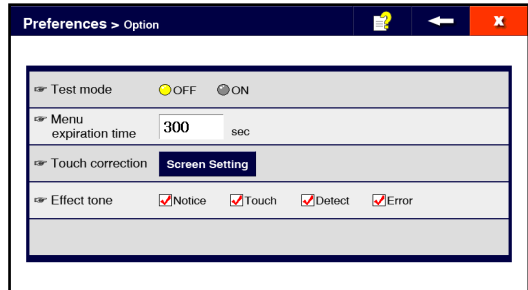 Preferences > Option
X
☞ Test mode OFF ON
☞ Menu
expiration time 300 sec
☞ Touch correction Screen Setting
☞ Effect tone Notice Touch Detect Error